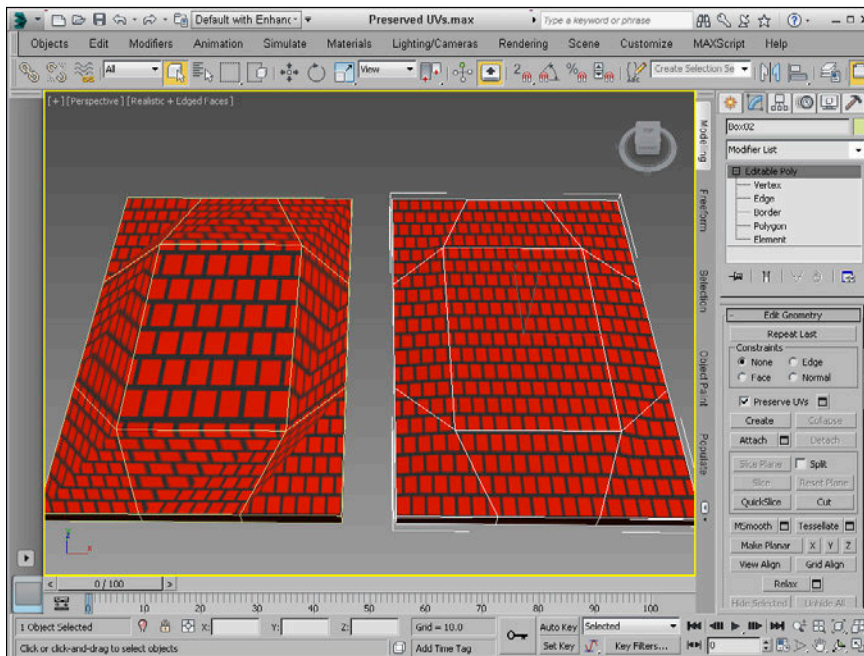 Default with Enhanc
Preserved UVs.max
Type a keyword or phrase
Objects Edit Modifiers Animation Simulate Materials Lighting/Cameras Rendering Scene Customize MAXScript Help
All
View
Create Selection Se
[+] [Perspective] [Realistic + Edged Faces]
Modeling
Freeform
Selection
Object Paint
Populate
Box02
Modifier List
Editable Poly
Vertex
Edge
Border
Polygon
Element
Edit Geometry
Repeat Last
Constraints
None Edge
Face Normal
Preserve UVs
Create Collapse
Attach Detach
Slice Plane Split
Slice Reset Plane
QuickSlice Cut
MSmooth Tessellate
Make Planar X Y Z
View Align Grid Align
Relax
Hide Selected Unhide All
0 / 100
0 10 20 30 40 50 60 70 80 90 100
1 Object Selected X: Y: Z: Grid = 10.0 Auto Key Selected
Click or click-and-drag to select objects Add Time Tag Set Key Key Filters... 0